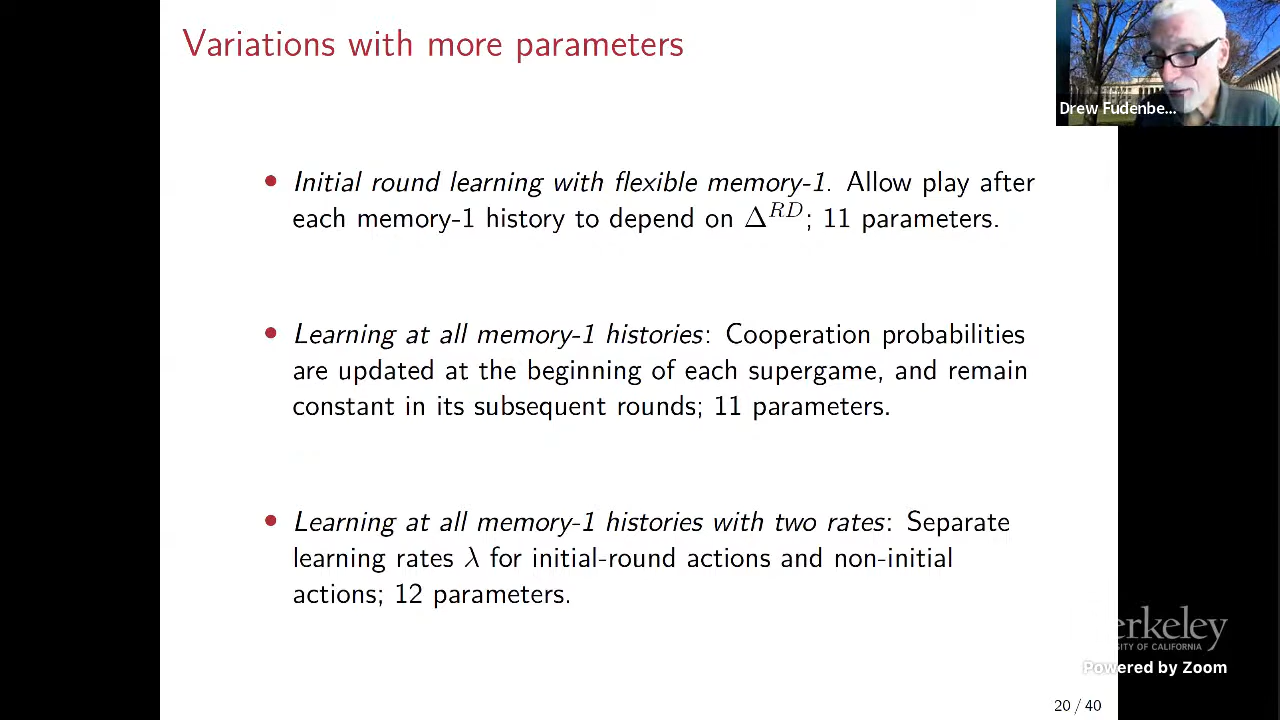 Variations with more parameters
Drew Fudenbe...
• Initial round learning with flexible memory-1. Allow play after
each memory-1 history to depend on Δ^{RD}; 11 parameters.
• Learning at all memory-1 histories: Cooperation probabilities
are updated at the beginning of each supergame, and remain
constant in its subsequent rounds; 11 parameters.
• Learning at all memory-1 histories with two rates: Separate
learning rates λ for initial-round actions and non-initial
actions; 12 parameters.
erkeley
SITY OF CALIFORNIA
Powered by Zoom
20 / 40